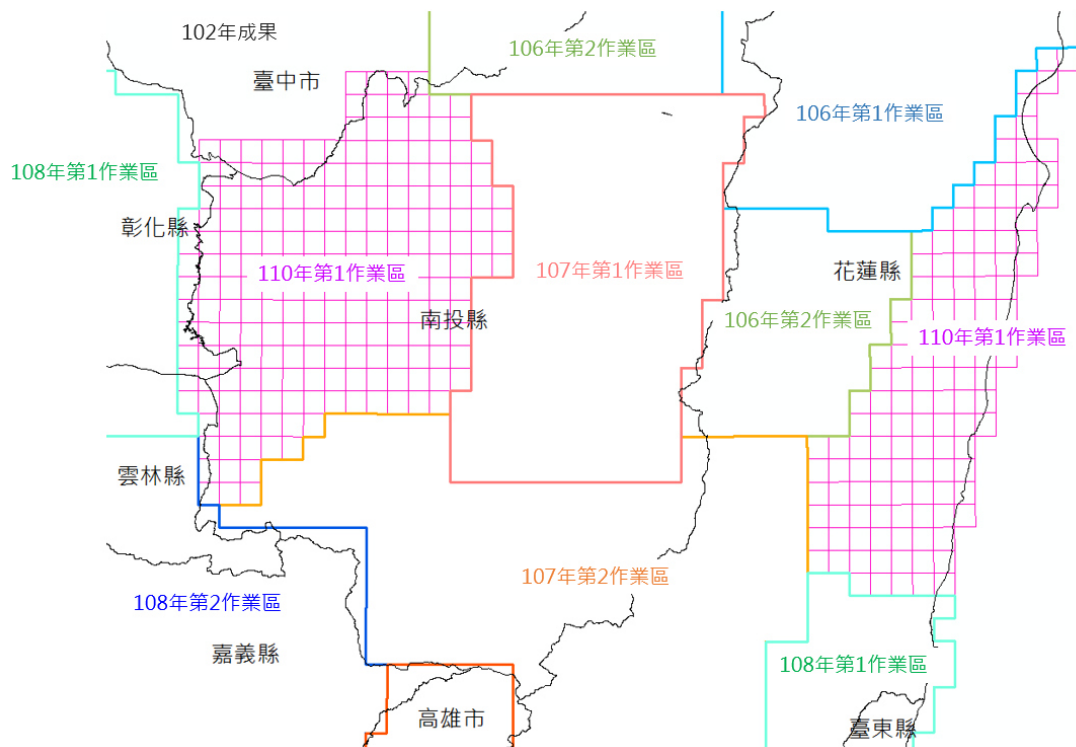 102年成果
106年第2作業區
臺中市
106年第1作業區
108年第1作業區
彰化縣
110年第1作業區
107年第1作業區
花蓮縣
南投縣
106年第2作業區
110年第1作業區
雲林縣
107年第2作業區
108年第2作業區
嘉義縣
108年第1作業區
高雄市
臺東縣